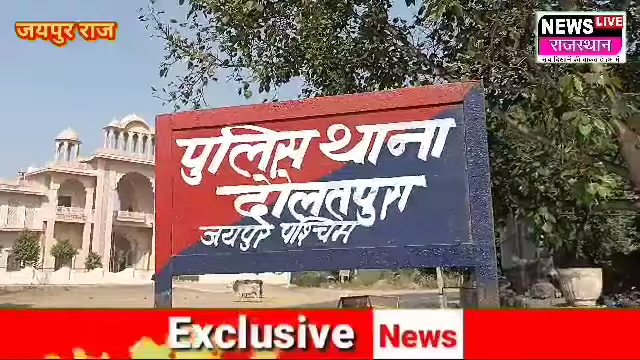 जयपुर राज
NEWS LIVE
राजस्थान
पुलिस थाना
दौलतपुरा
जयपुर पश्चिम
Exclusive News